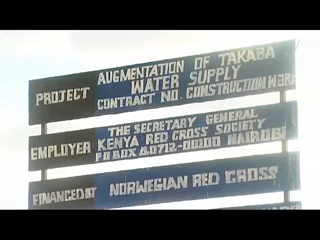 PROJECT
AUGMENTATION OF TAKABA
WATER SUPPLY
CONTRACT NO. CONSTRUCTION WOR
EMPLOYER
THE SECRETARY GENERAL
KENYA RED CROSS SOCIETY
P O BOX 40712-00100 NAIROBI
FINANCED BY
NORWEGIAN RED CROSS